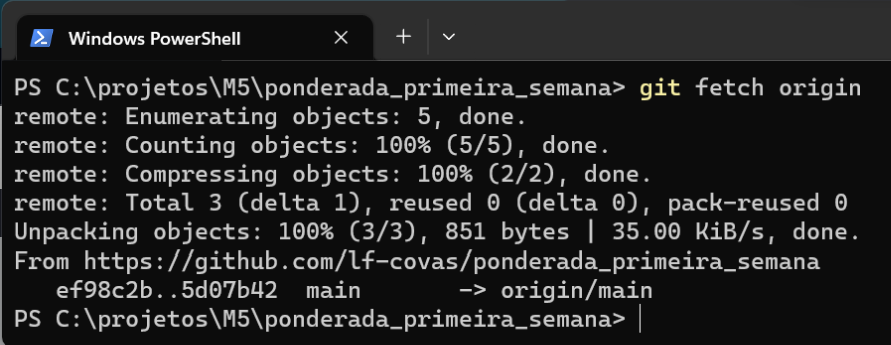 Windows PowerShell
PS C:\projetos\M5\ponderada_primeira_semana> git fetch origin
remote: Enumerating objects: 5, done.
remote: Counting objects: 100% (5/5), done.
remote: Compressing objects: 100% (2/2), done.
remote: Total 3 (delta 1), reused 0 (delta 0), pack-reused 0
Unpacking objects: 100% (3/3), 851 bytes | 35.00 KiB/s, done.
From https://github.com/lf-covas/ponderada_primeira_semana
   ef98c2b..5d07b42  main       -> origin/main
PS C:\projetos\M5\ponderada_primeira_semana>